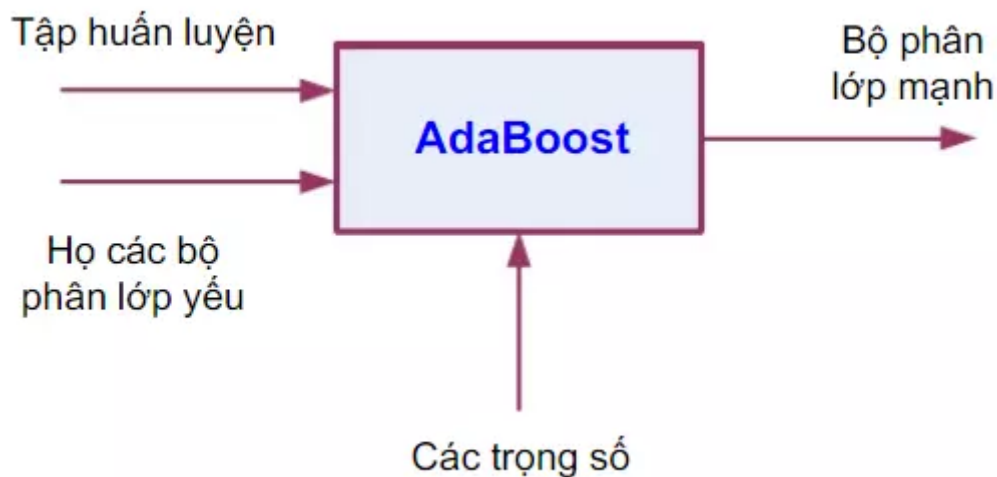 Tập huấn luyện
Bộ phân
lớp mạnh
AdaBoost
Họ các bộ
phân lớp yếu
Các trọng số